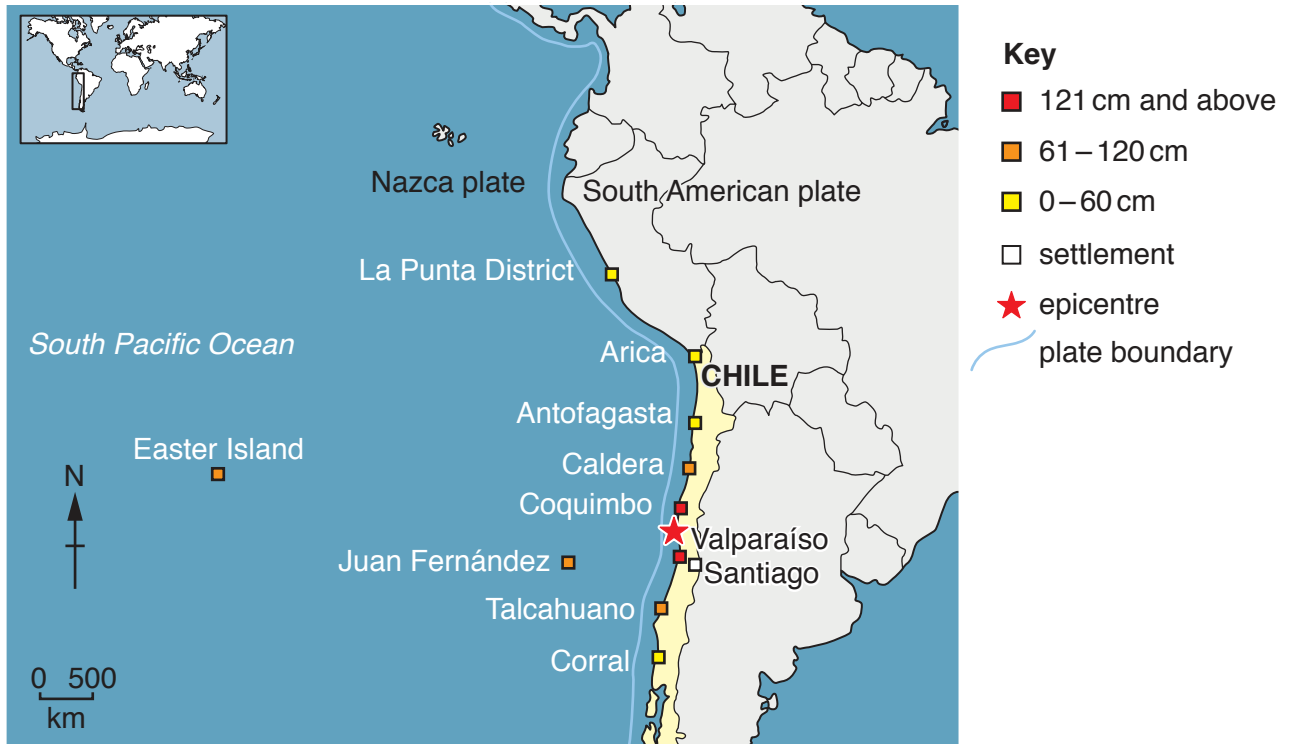 Nazca plate
South American plate
La Punta District
South Pacific Ocean
Arica
CHILE
Antofagasta
Easter Island
Caldera
N
Coquimbo
Valparaíso
Juan Fernández
Santiago
Talcahuano
Corral
0 500
km
Key
121 cm and above
61 – 120 cm
0 – 60 cm
settlement
epicentre
plate boundary